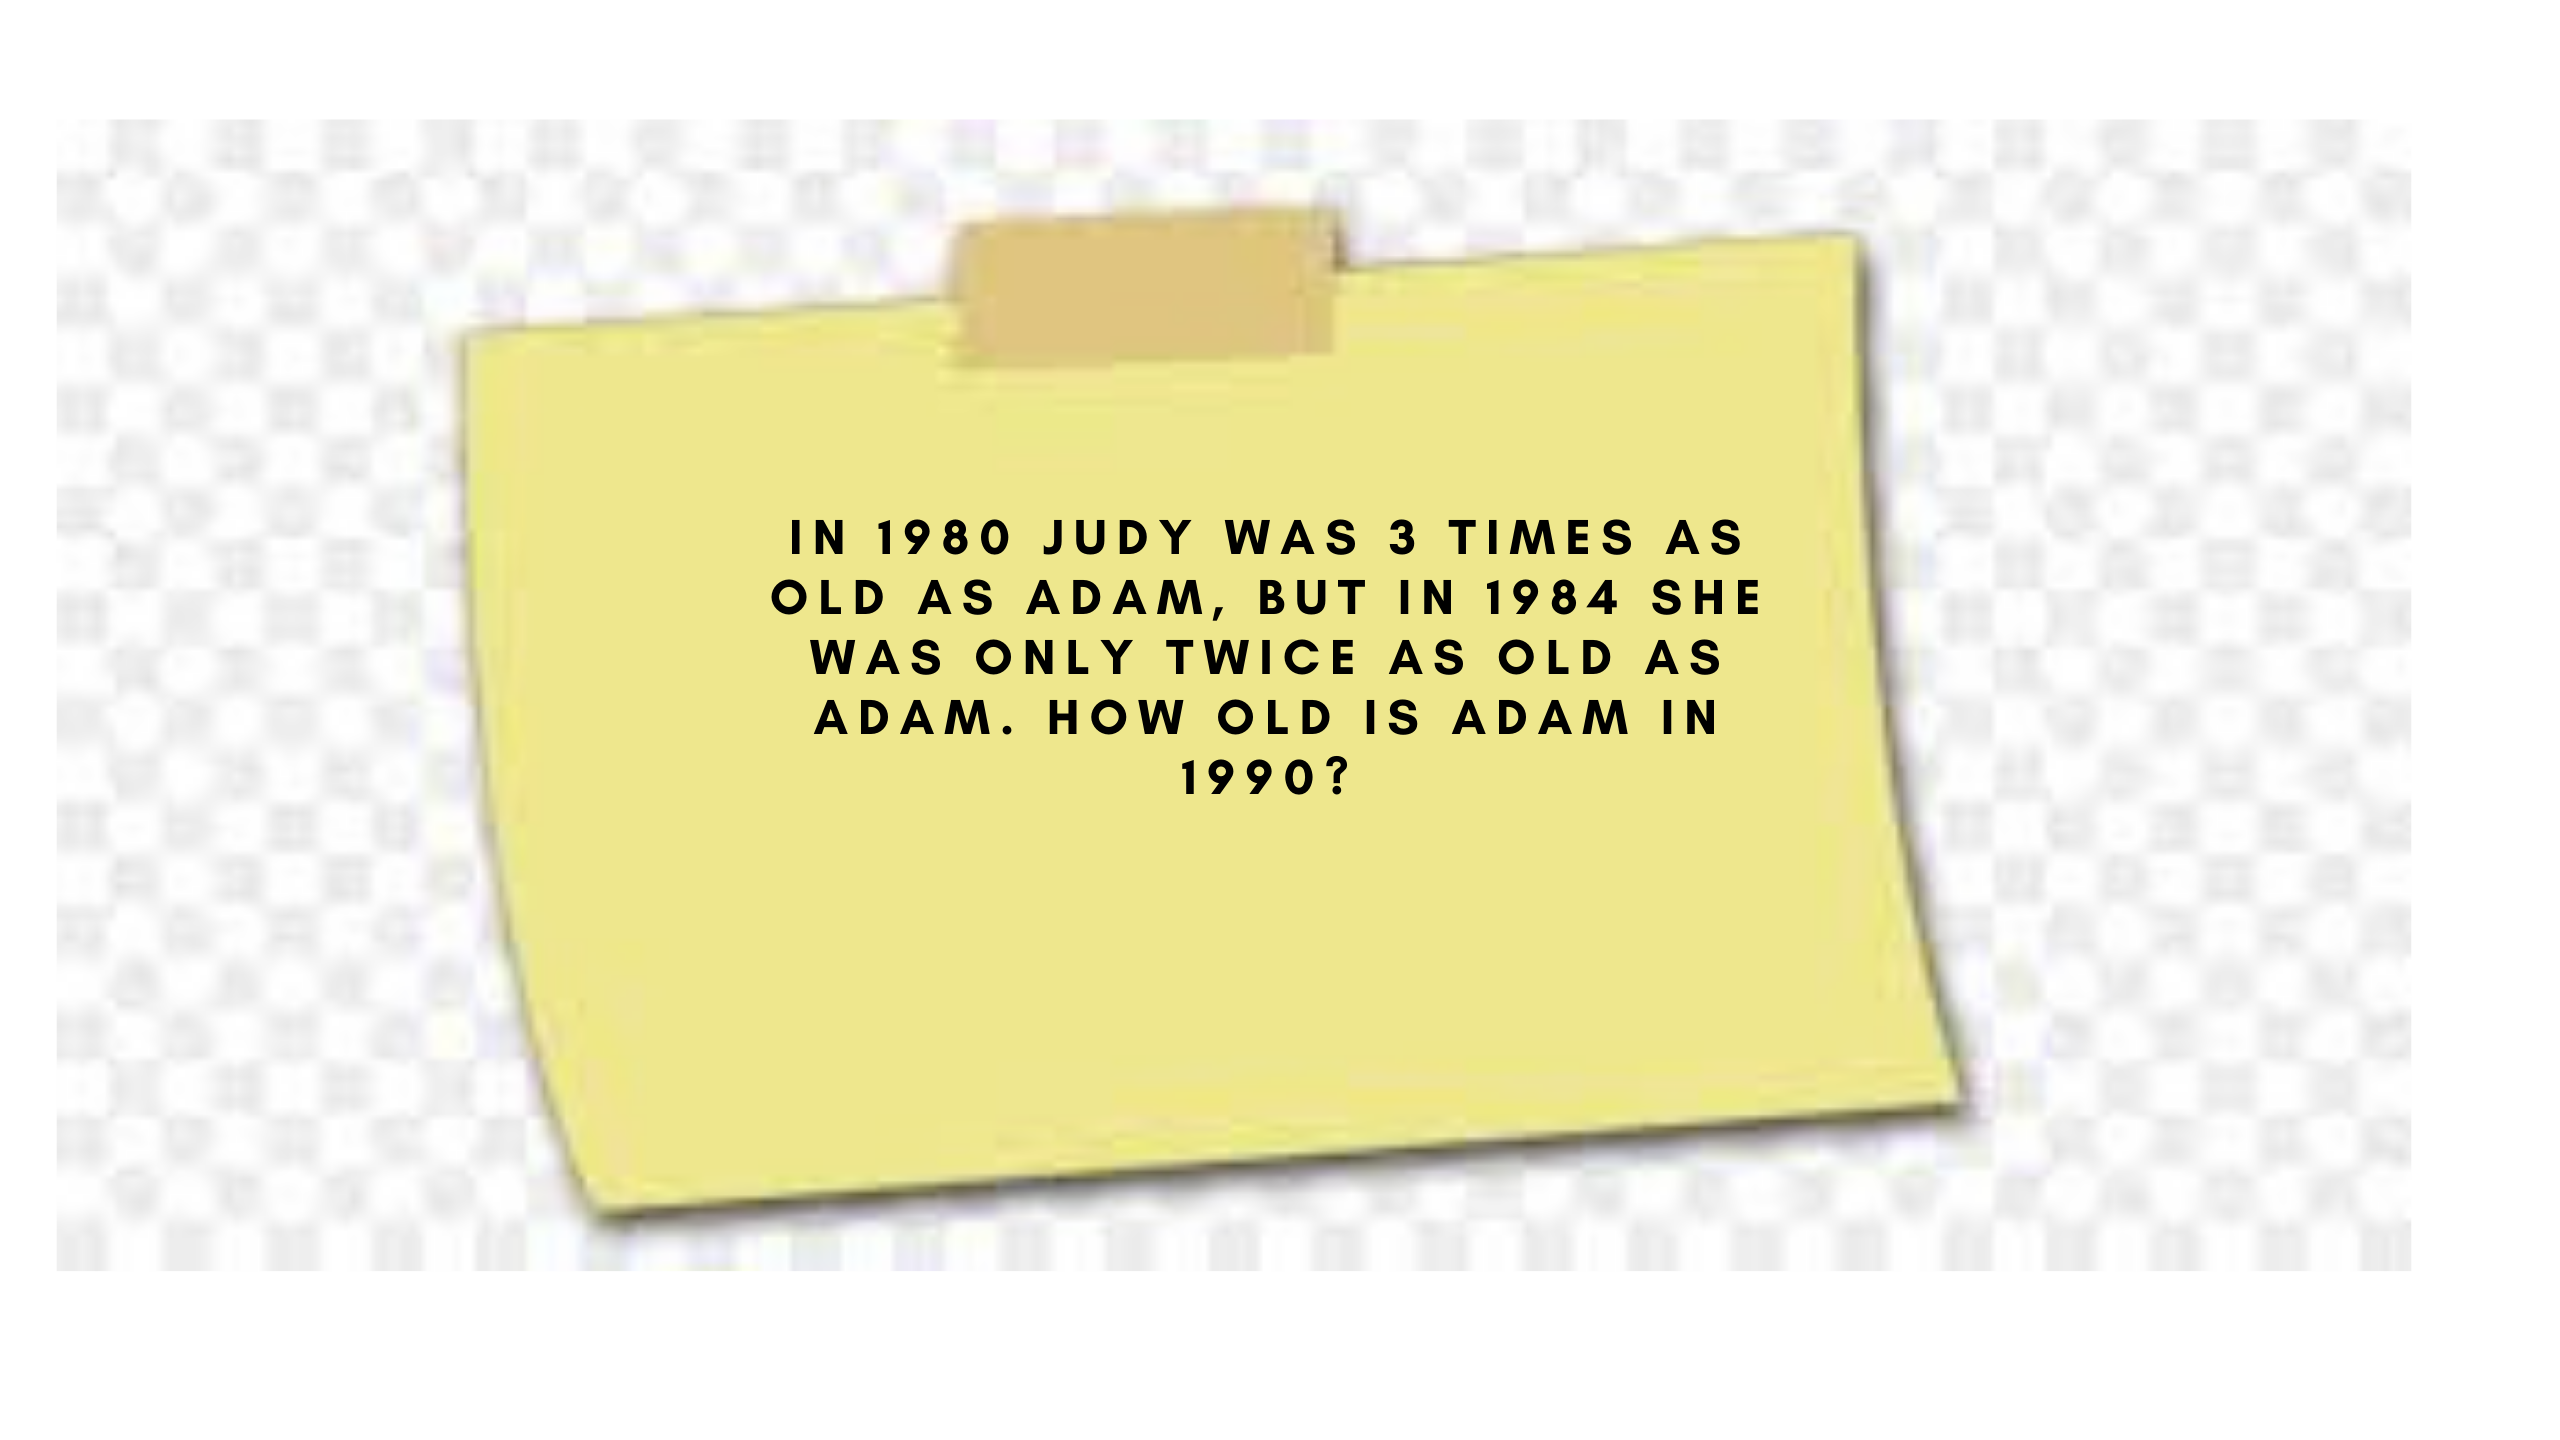 IN 1980 JUDY WAS 3 TIMES AS
OLD AS ADAM, BUT IN 1984 SHE
WAS ONLY TWICE AS OLD AS
ADAM. HOW OLD IS ADAM IN
1990?